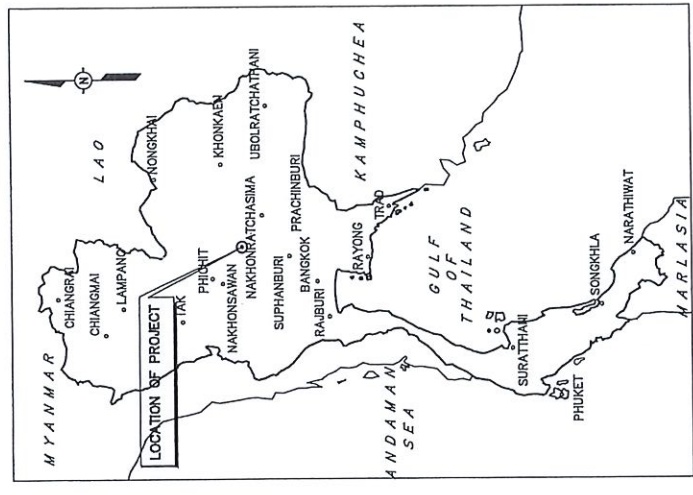 MYANMAR
LAO
N
CHIANGRAI
CHIANGMAI
LAMPANG
NONGKHAI
LOCATION OF PROJECT
TAK
PHICHIT
KHONKAEN
NAKHONSAWAN
NAKHONRATCHASIMA
UBOLRATCHATHANI
SUPHANBURI
PRACHINBURI
BANGKOK
RAJBURI
KAMPHUCHEA
RAYONG
TRAD
GULF
OF
THAILAND
ANDAMAN
SEA
SURATTHANI
PHUKET
SONGKHLA
NARATHIWAT
MARLASIA